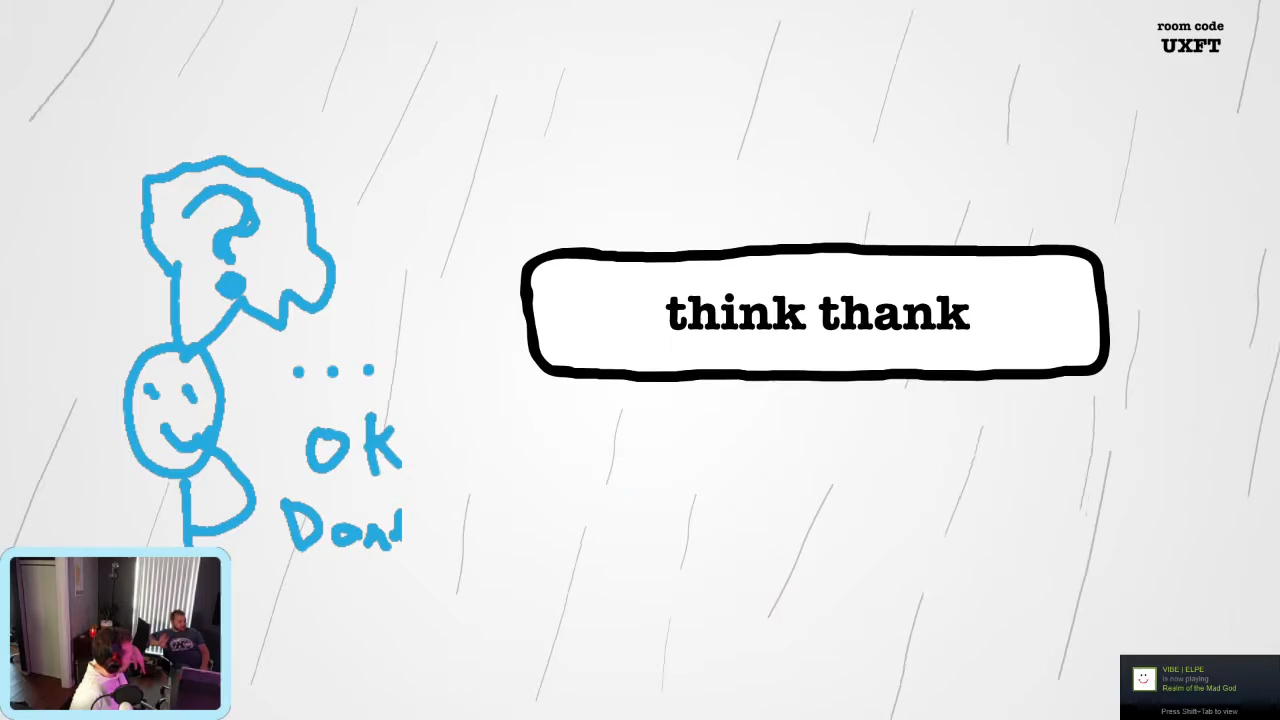 room code
UXFT
?
think thank
...
OK
VIBE | ELPE
is now playing
Realm of the Mad God
Press Shift+Tab to view